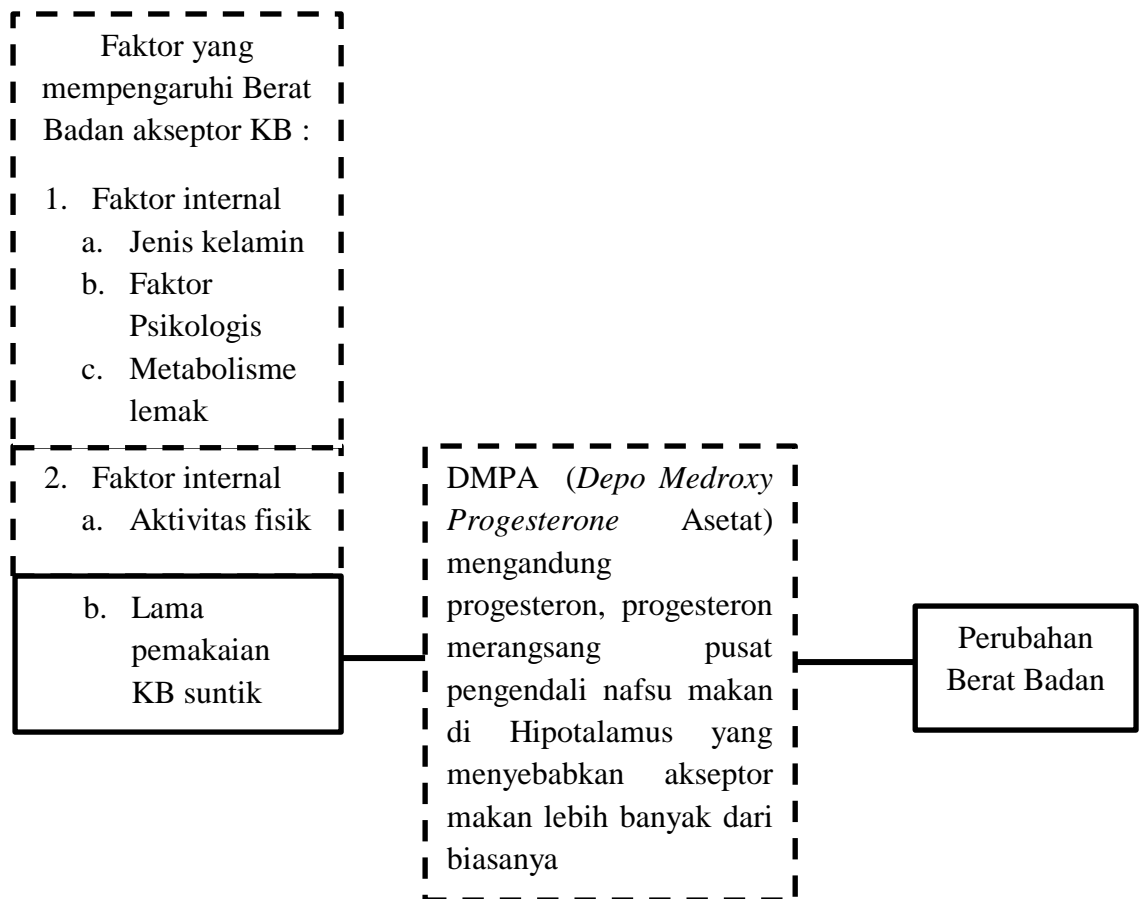 Faktor yang
mempengaruhi Berat
Badan akseptor KB :
1. Faktor internal
a. Jenis kelamin
b. Faktor
Psikologis
c. Metabolisme
lemak
2. Faktor internal
a. Aktivitas fisik
b. Lama
pemakaian
KB suntik
DMPA (Depo Medroxy
Progesterone Asetat)
mengandung
progesteron, progesteron
merangsang pusat
pengendali nafsu makan
di Hipotalamus yang
menyebabkan akseptor
makan lebih banyak dari
biasanya
Perubahan
Berat Badan